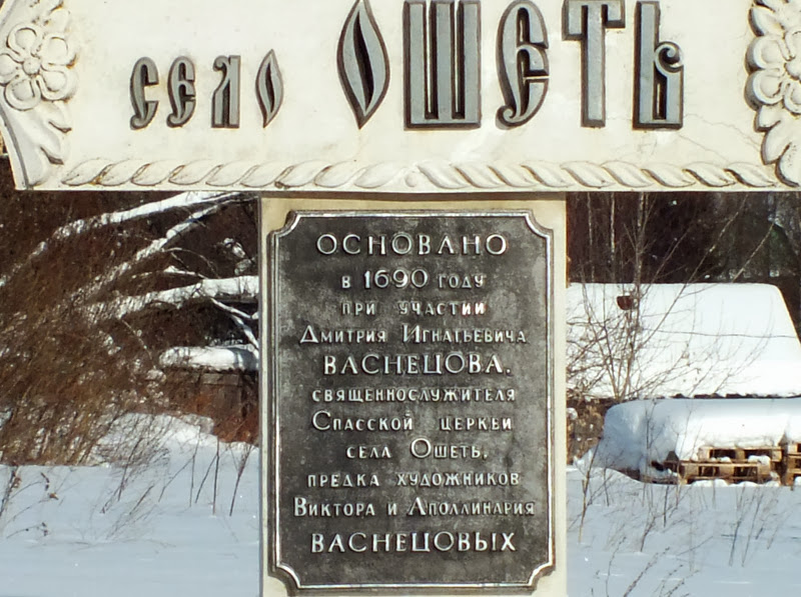 село ОШЕТЬ
ОСНОВАНО
В 1690 ГОДУ
ПРИ УЧАСТИИ
ДМИТРИЯ ИГНАТЬЕВИЧА
ВАСНЕЦОВА,
СВЯЩЕННОСЛУЖИТЕЛЯ
СПАССКОЙ ЦЕРКВИ
СЕЛА ОШЕТЬ,
ПРЕДКА ХУДОЖНИКОВ
ВИКТОРА И АПОЛЛИНАРИЯ
ВАСНЕЦОВЫХ